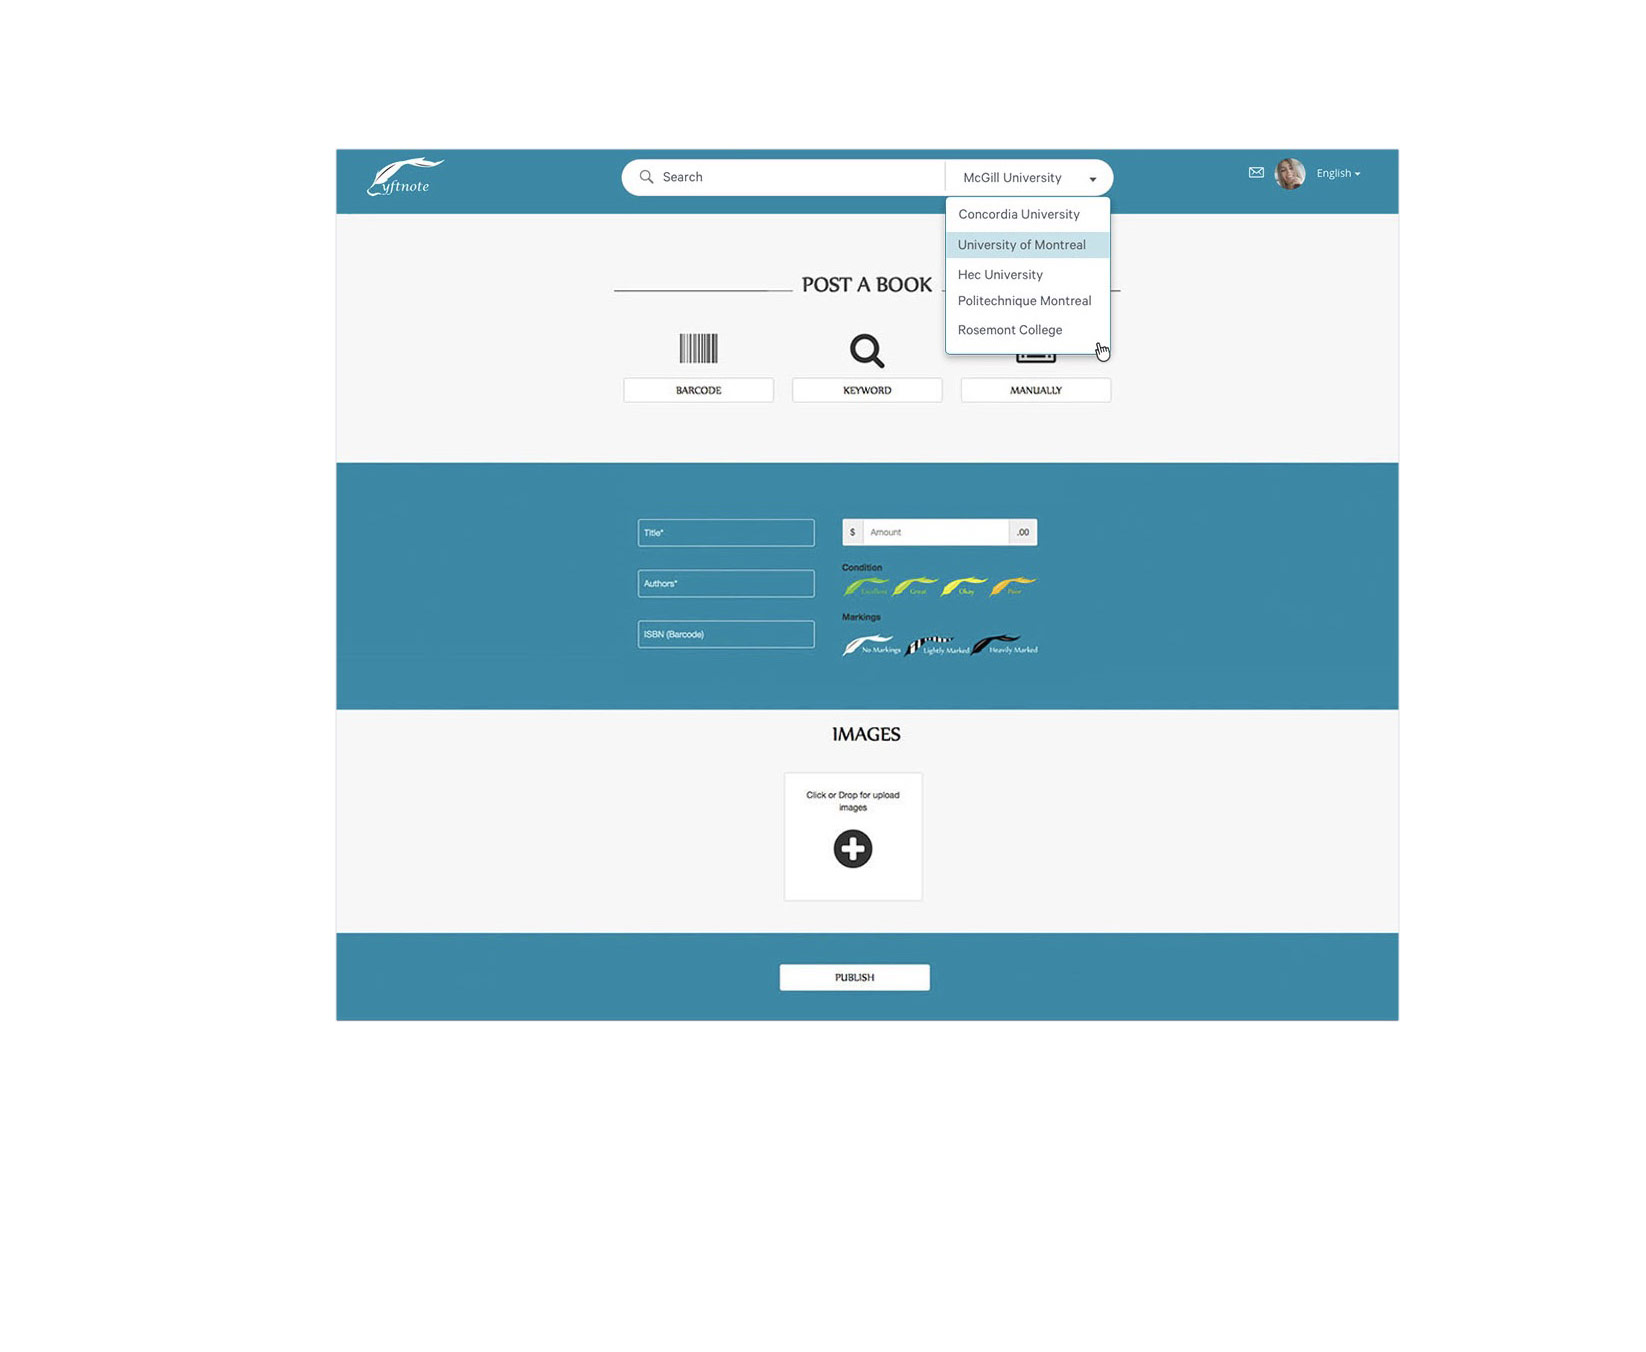 yftnote
Search
McGill University
English
Concordia University
University of Montreal
Hec University
Politechnique Montreal
Rosemont College
POST A BOOK
BARCODE
KEYWORD
MANUALLY
Title*
$ Amount .00
Condition
Authors*
Excellent Great Okay Poor
Markings
ISBN (Barcode)
No Markings Lightly Marked Heavily Marked
IMAGES
Click or Drop for upload
images
PUBLISH